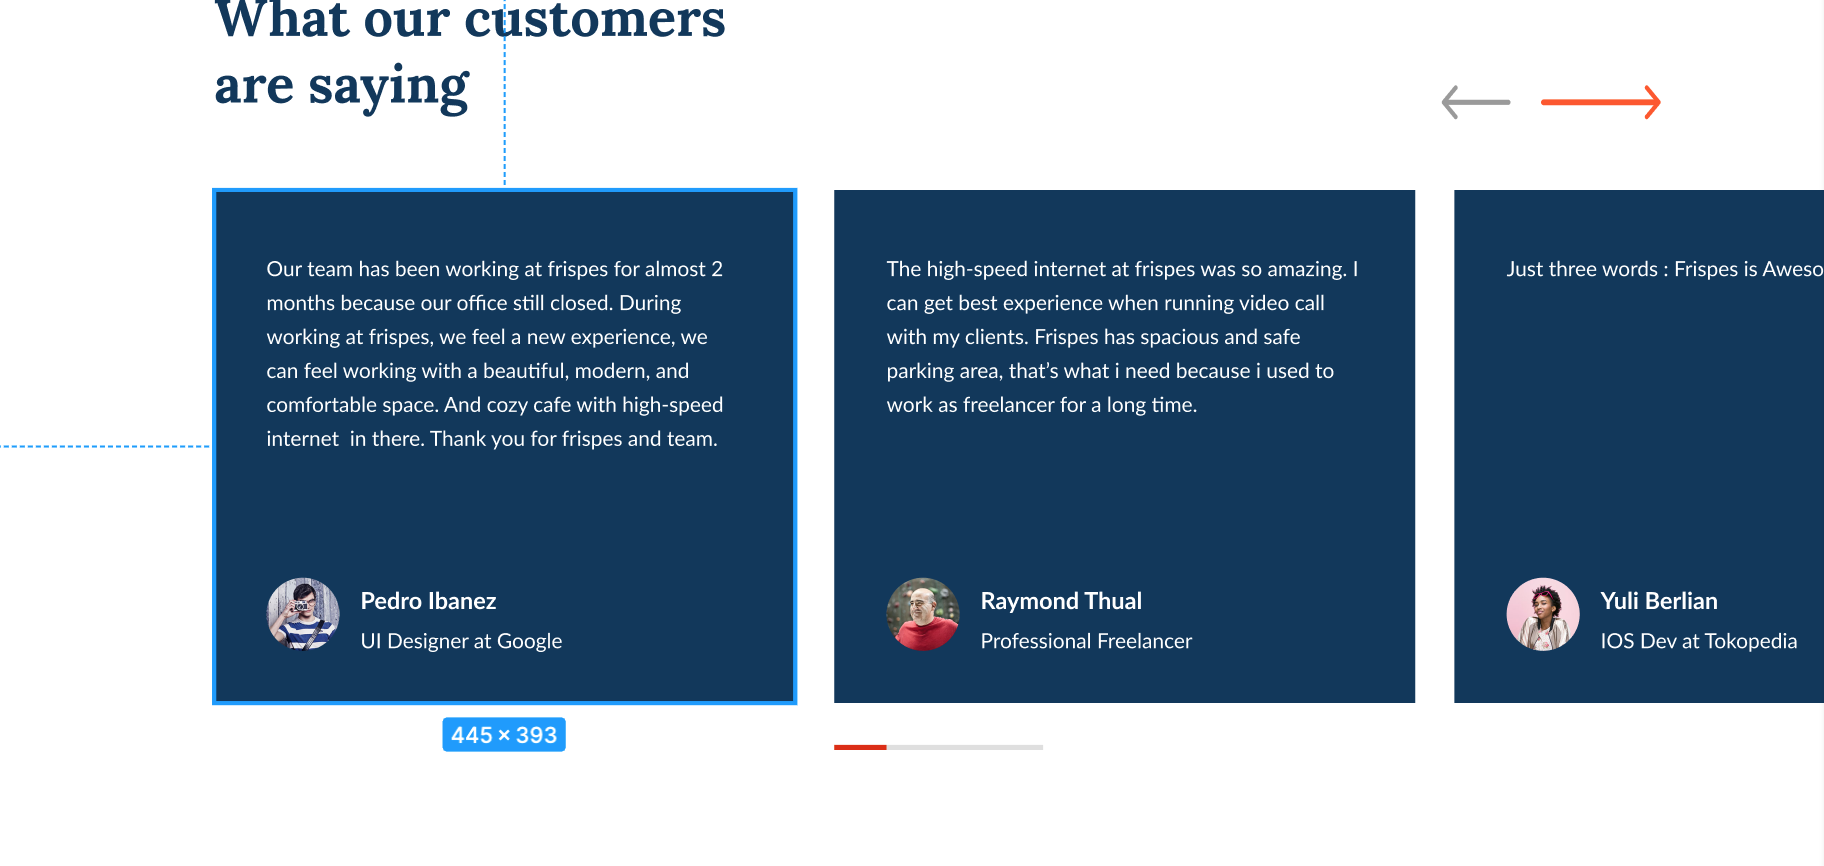 What our customers
are saying
Our team has been working at frispes for almost 2
months because our office still closed. During
working at frispes, we feel a new experience, we
can feel working with a beautiful, modern, and
comfortable space. And cozy cafe with high-speed
internet  in there. Thank you for frispes and team.
Pedro Ibanez
UI Designer at Google
The high-speed internet at frispes was so amazing. I
can get best experience when running video call
with my clients. Frispes has spacious and safe
parking area, that’s what i need because i used to
work as freelancer for a long time.
Raymond Thual
Professional Freelancer
Just three words : Frispes is Aweso
Yuli Berlian
IOS Dev at Tokopedia
445 × 393